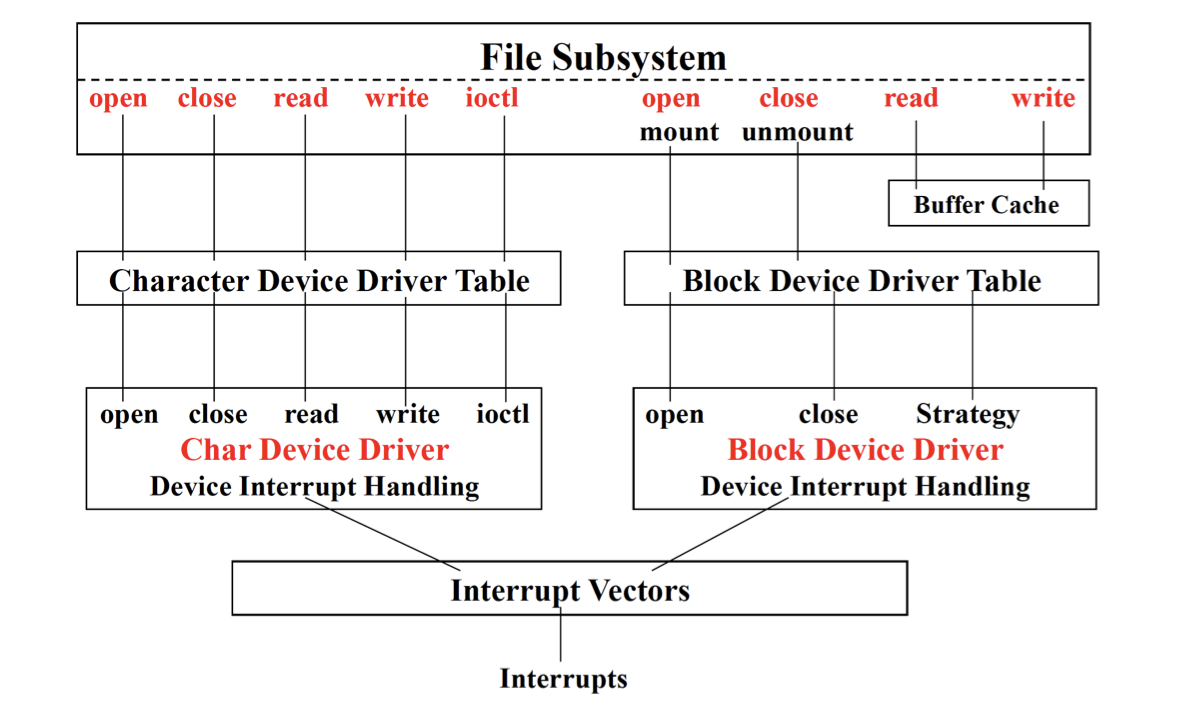 File Subsystem
open close read write ioctl open close read write
mount unmount
Buffer Cache
Character Device Driver Table Block Device Driver Table
open close read write ioctl open close Strategy
Char Device Driver Block Device Driver
Device Interrupt Handling Device Interrupt Handling
Interrupt Vectors
Interrupts